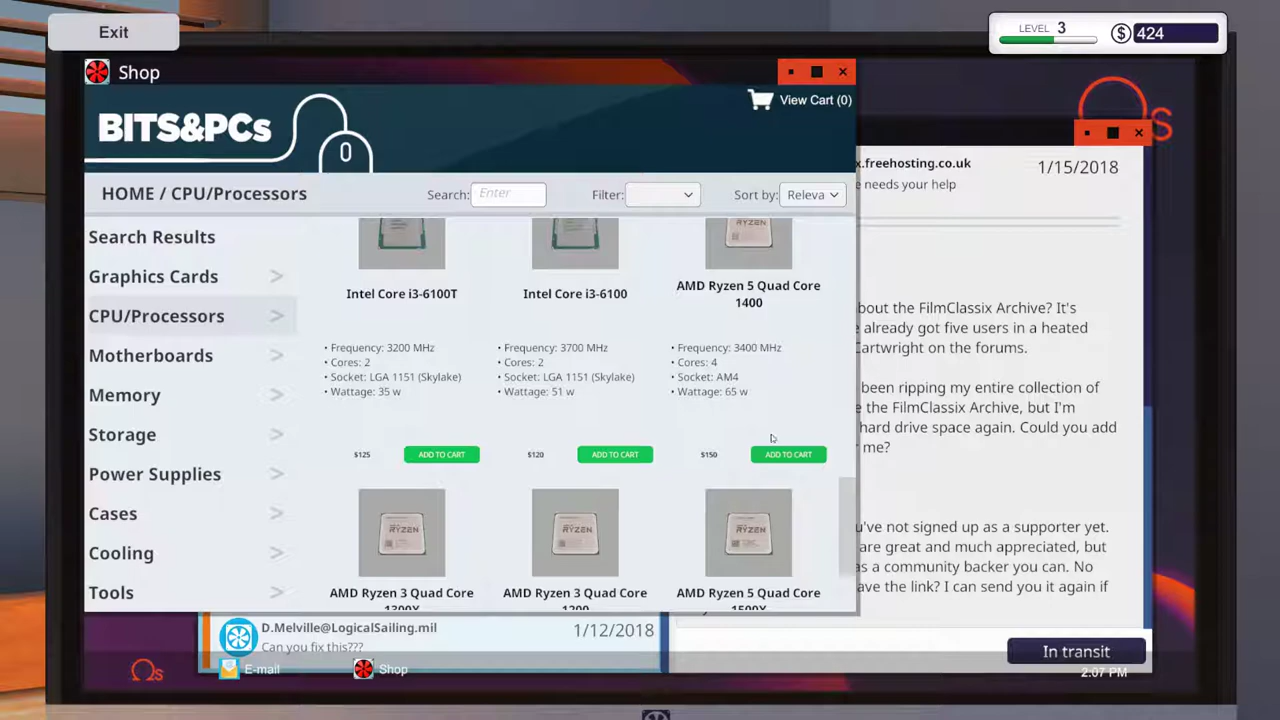 Exit
LEVEL 3
$ 424
Shop
View Cart (0)
BITS&PCs
HOME / CPU/Processors
Search: Enter
Filter:
Sort by: Releva
x.freehosting.co.uk
1/15/2018
needs your help
Search Results
Graphics Cards >
CPU/Processors >
Motherboards >
Memory >
Storage >
Power Supplies >
Cases >
Cooling >
Tools >
Intel Core i3-6100T
• Frequency: 3200 MHz
• Cores: 2
• Socket: LGA 1151 (Skylake)
• Wattage: 35 w
$125 ADD TO CART
Intel Core i3-6100
• Frequency: 3700 MHz
• Cores: 2
• Socket: LGA 1151 (Skylake)
• Wattage: 51 w
$120 ADD TO CART
AMD Ryzen 5 Quad Core
1400
• Frequency: 3400 MHz
• Cores: 4
• Socket: AM4
• Wattage: 65 w
$150 ADD TO CART
RYZEN
AMD Ryzen 3 Quad Core
1300X
RYZEN
AMD Ryzen 3 Quad Core
1200
RYZEN
AMD Ryzen 5 Quad Core
1500X
bout the FilmClassix Archive? It's
e already got five users in a heated
Cartwright on the forums.
been ripping my entire collection of
e the FilmClassix Archive, but I'm
hard drive space again. Could you add
me?
u've not signed up as a supporter yet.
are great and much appreciated, but
as a community backer you can. No
ave the link? I can send you it again if
D.Melville@LogicalSailing.mil
1/12/2018
Can you fix this???
In transit
E-mail
Shop
2:07 PM